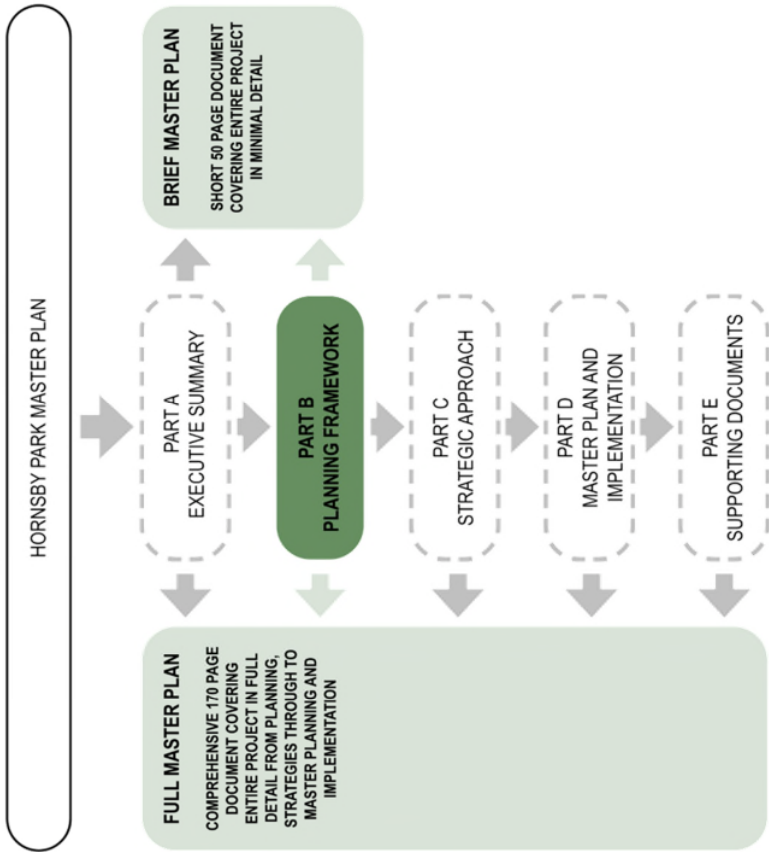 HORNSBY PARK MASTER PLAN
FULL MASTER PLAN
COMPREHENSIVE 170 PAGE
DOCUMENT COVERING
ENTIRE PROJECT IN FULL
DETAIL FROM PLANNING,
STRATEGIES THROUGH TO
MASTER PLANNING AND
IMPLEMENTATION
PART A
EXECUTIVE SUMMARY
PART B
PLANNING FRAMEWORK
PART C
STRATEGIC APPROACH
PART D
MASTER PLAN AND
IMPLEMENTATION
PART E
SUPPORTING DOCUMENTS
BRIEF MASTER PLAN
SHORT 50 PAGE DOCUMENT
COVERING ENTIRE PROJECT
IN MINIMAL DETAIL